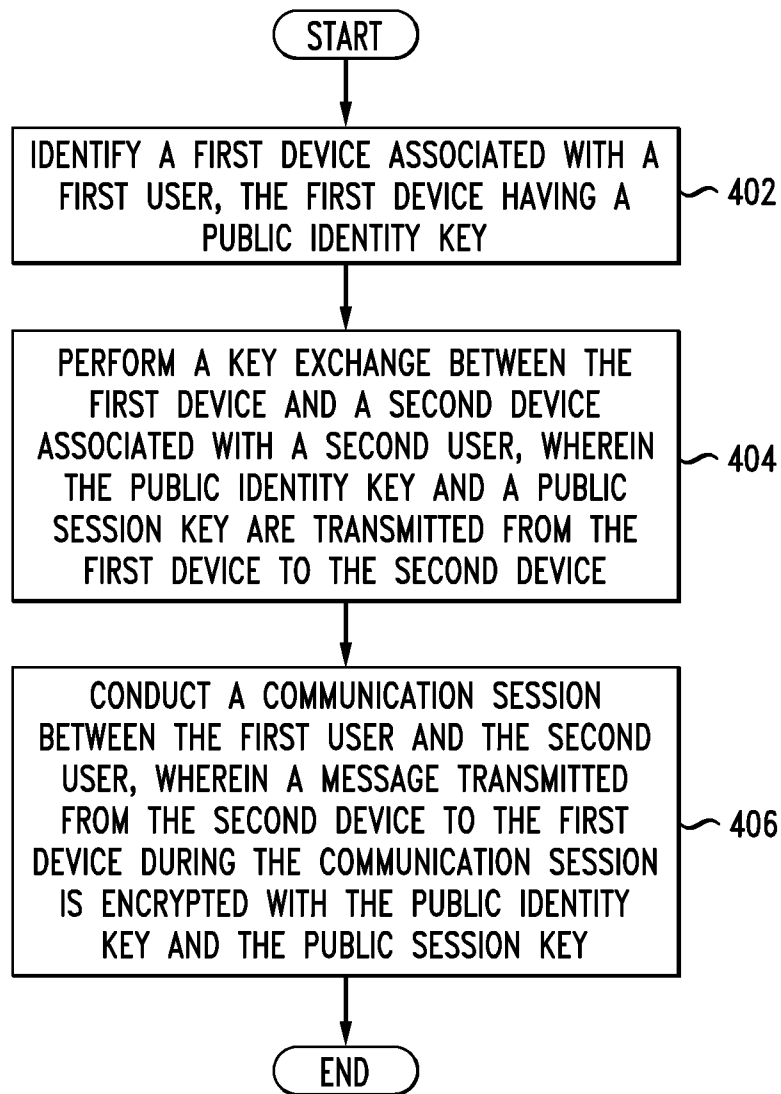 START
IDENTIFY A FIRST DEVICE ASSOCIATED WITH A
FIRST USER, THE FIRST DEVICE HAVING A
PUBLIC IDENTITY KEY
402
PERFORM A KEY EXCHANGE BETWEEN THE
FIRST DEVICE AND A SECOND DEVICE
ASSOCIATED WITH A SECOND USER, WHEREIN
THE PUBLIC IDENTITY KEY AND A PUBLIC
SESSION KEY ARE TRANSMITTED FROM THE
FIRST DEVICE TO THE SECOND DEVICE
404
CONDUCT A COMMUNICATION SESSION
BETWEEN THE FIRST USER AND THE SECOND
USER, WHEREIN A MESSAGE TRANSMITTED
FROM THE SECOND DEVICE TO THE FIRST
DEVICE DURING THE COMMUNICATION SESSION
IS ENCRYPTED WITH THE PUBLIC IDENTITY
KEY AND THE PUBLIC SESSION KEY
406
END